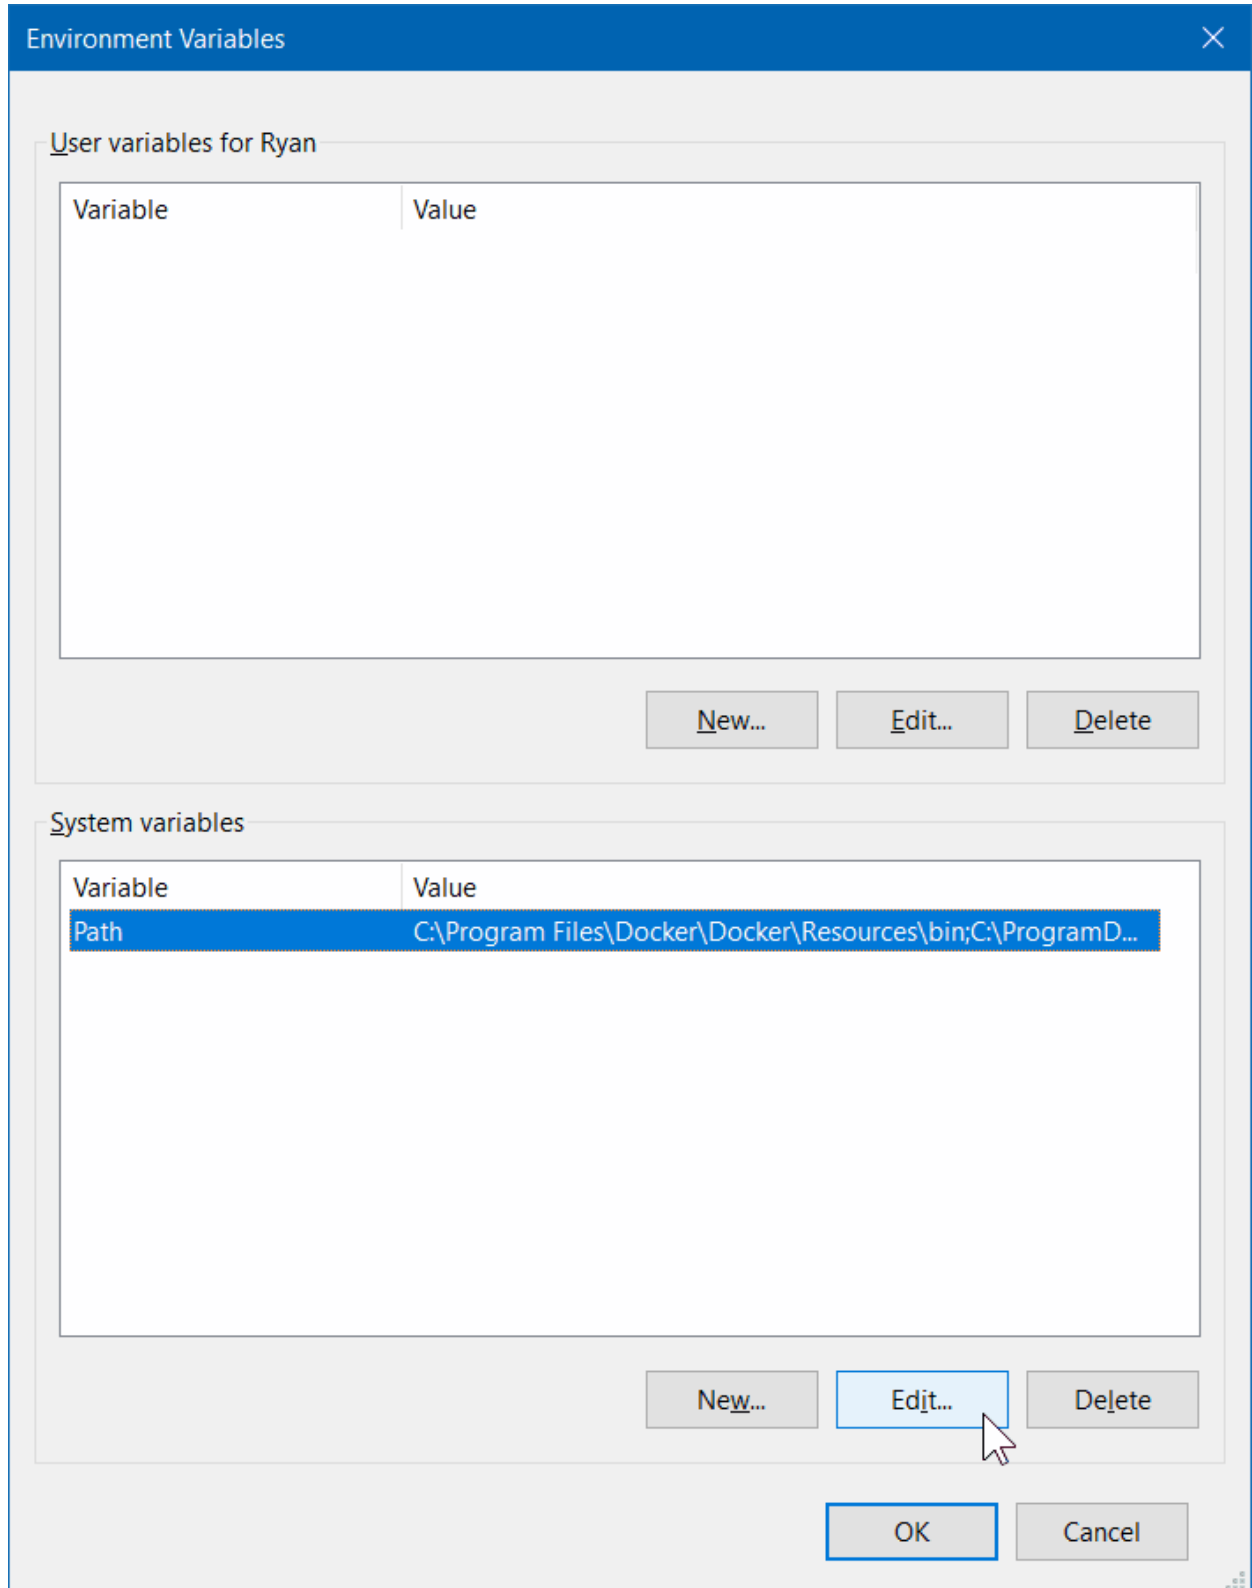 Environment Variables
User variables for Ryan
Variable Value
New... Edit... Delete
System variables
Variable Value
Path C:\Program Files\Docker\Docker\Resources\bin;C:\ProgramD...
New... Edit... Delete
OK Cancel